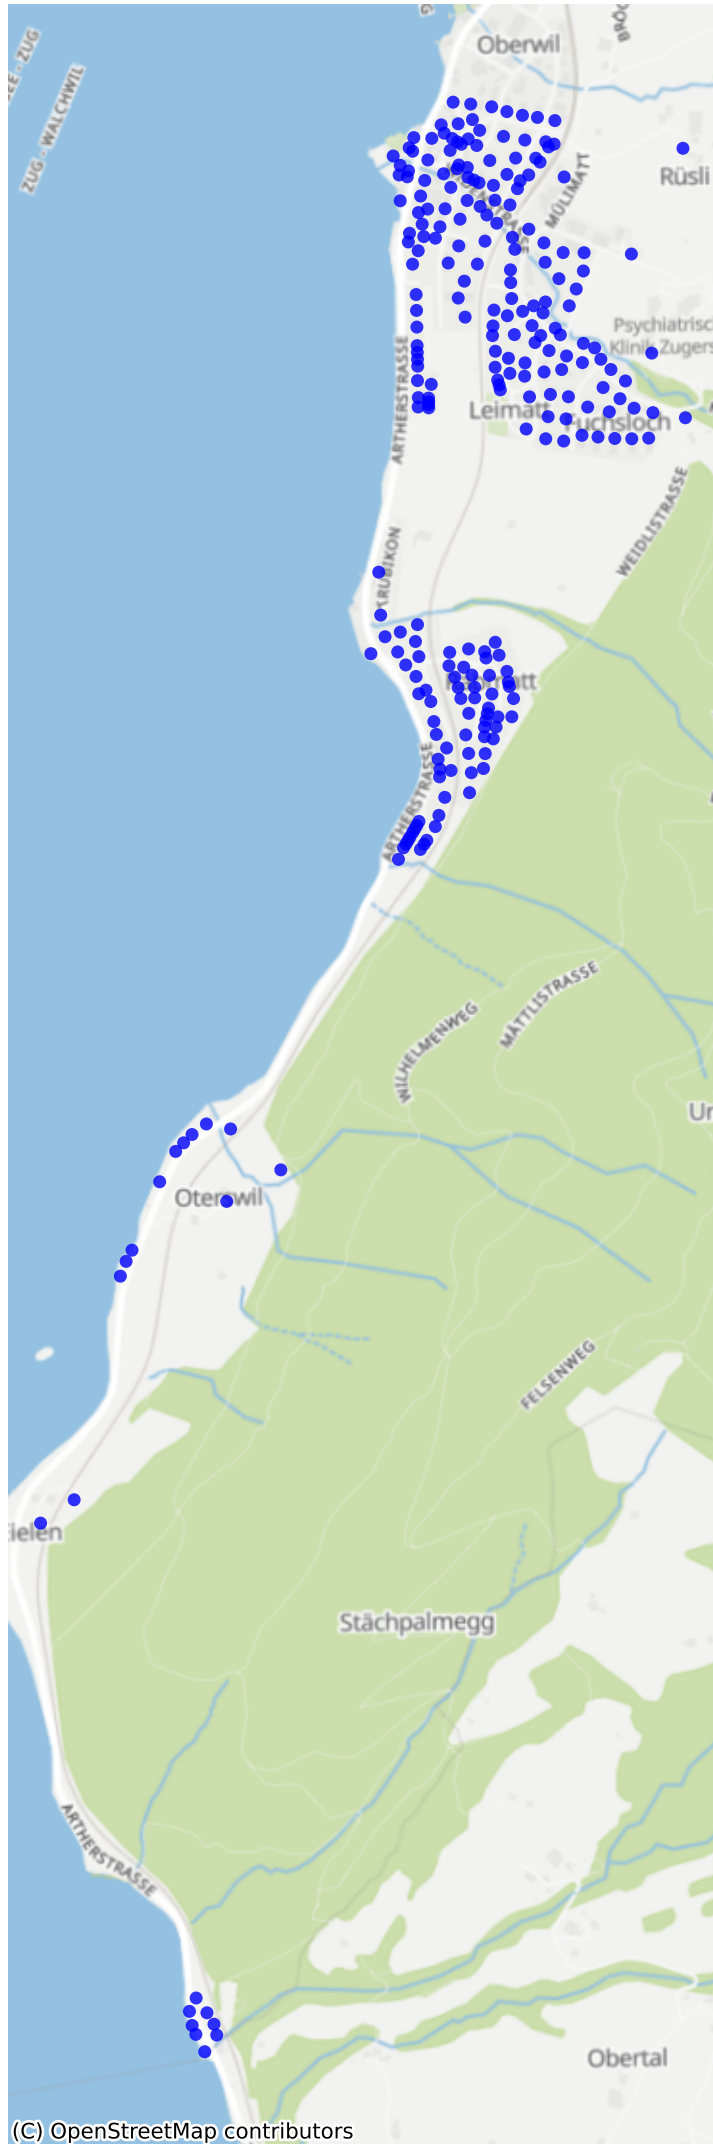 Oberwil
ZUG - WALCHWIL
Rüsli
MÜLIMATT
Psychiatrisc
Klinik Zugers
ARTHERSTRASSE
Leimatt
Fuchsloch
WEIDLISTRASSE
ARTHERSTRASSE
WILHELMENWEG
MÄTTLISTRASSE
Oterswil
FELSENWEG
Stächpalmegg
ARTHERSTRASSE
Obertal
(C) OpenStreetMap contributors